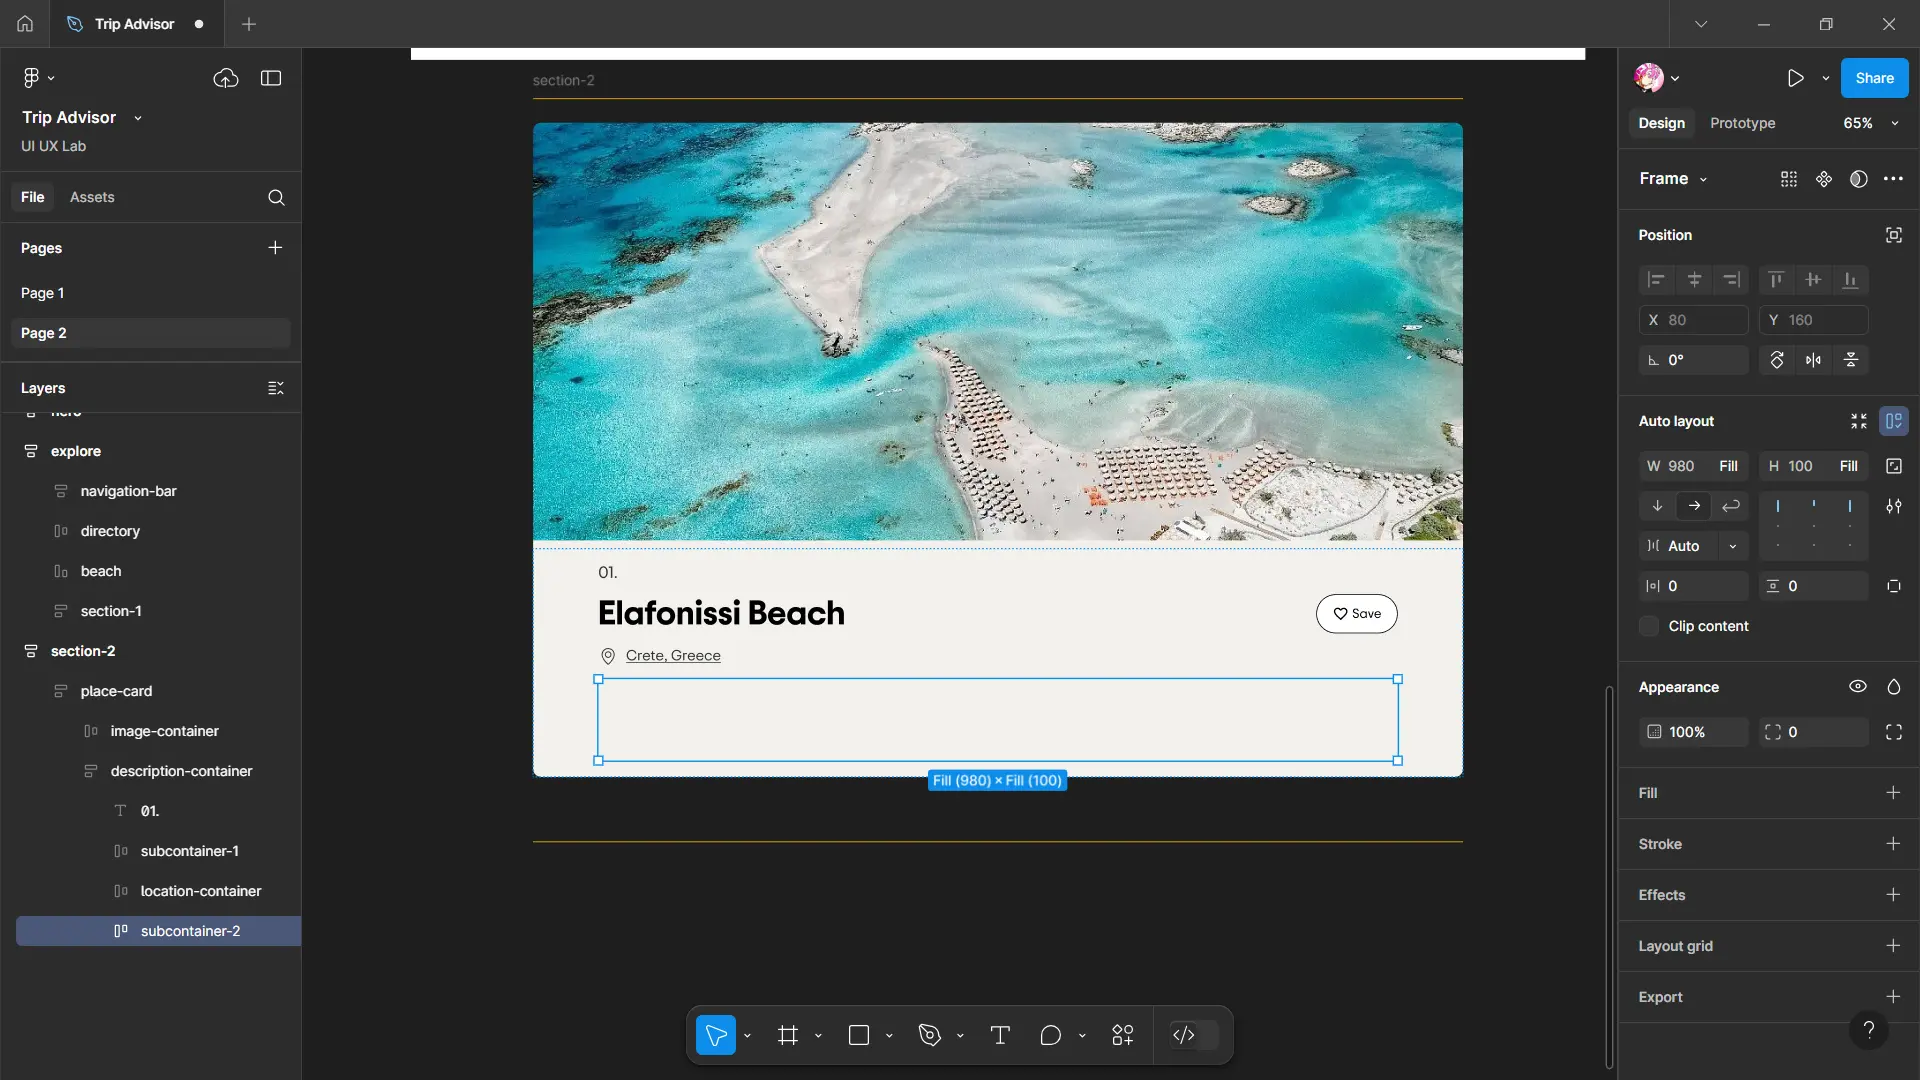 Trip Advisor
Trip Advisor
UI UX Lab
File
Assets
Pages
Page 1
Page 2
Layers
hero
explore
navigation-bar
directory
beach
section-1
section-2
place-card
image-container
description-container
01.
subcontainer-1
location-container
subcontainer-2
section-2
01.
Elafonissi Beach
Save
Crete, Greece
Fill (980) × Fill (100)
Share
Design
Prototype
65%
Frame
Position
X 80
Y 160
0°
Auto layout
W 980 Fill
H 100 Fill
Auto
0
0
Clip content
Appearance
100%
0
Fill
Stroke
Effects
Layout grid
Export
?